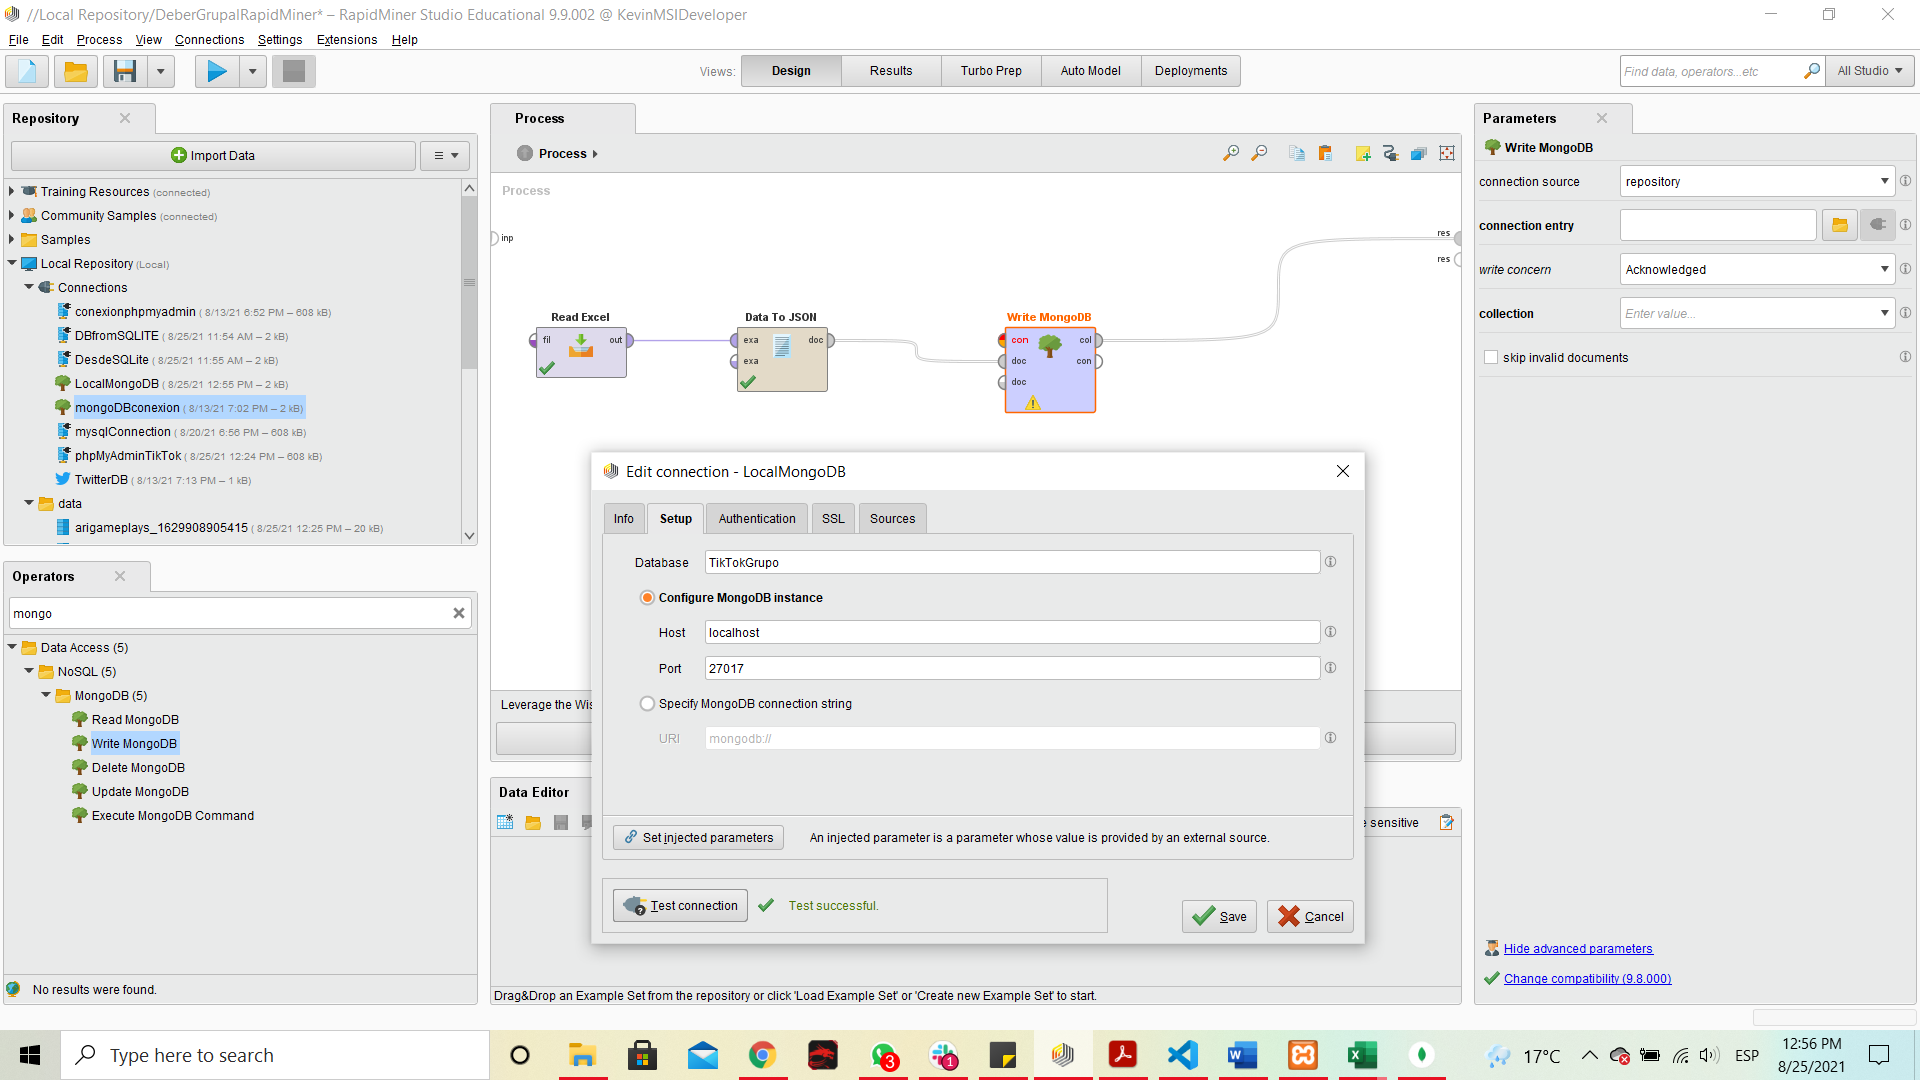 //Local Repository/DeberGrupalRapidMiner* – RapidMiner Studio Educational 9.9.002 @ KevinMSIDeveloper
File Edit Process View Connections Settings Extensions Help
Views: Design Results Turbo Prep Auto Model Deployments
Find data, operators...etc
All Studio
Repository
Import Data
Training Resources (connected)
Community Samples (connected)
Samples
Local Repository (Local)
Connections
conexionphpmyadmin ( 8/13/21 6:52 PM – 608 kB)
DBfromSQLITE ( 8/25/21 11:54 AM – 2 kB)
DesdeSQLite ( 8/25/21 11:55 AM – 2 kB)
LocalMongoDB ( 8/25/21 12:55 PM – 2 kB)
mongoDBconexion ( 8/13/21 7:02 PM – 2 kB)
mysqlConnection ( 8/20/21 6:56 PM – 608 kB)
phpMyAdminTikTok ( 8/25/21 12:24 PM – 608 kB)
TwitterDB ( 8/13/21 7:13 PM – 1 kB)
data
arigameplays_1629908905415 ( 8/25/21 12:25 PM – 20 kB)
Operators
mongo
Data Access (5)
NoSQL (5)
MongoDB (5)
Read MongoDB
Write MongoDB
Delete MongoDB
Update MongoDB
Execute MongoDB Command
No results were found.
Process
Process
Process
inp
res
res
Read Excel
fil out
Data To JSON
exa doc
exa
Write MongoDB
con col
doc con
doc
Leverage the Wis
Data Editor
e sensitive
Drag&Drop an Example Set from the repository or click 'Load Example Set' or 'Create new Example Set' to start.
Edit connection - LocalMongoDB
Info Setup Authentication SSL Sources
Database TikTokGrupo
Configure MongoDB instance
Host localhost
Port 27017
Specify MongoDB connection string
URI mongodb://
Set injected parameters An injected parameter is a parameter whose value is provided by an external source.
Test connection Test successful.
Save Cancel
Parameters
Write MongoDB
connection source repository
connection entry
write concern Acknowledged
collection Enter value...
skip invalid documents
Hide advanced parameters
Change compatibility (9.8.000)
Type here to search
3
1
17°C
ESP
12:56 PM
8/25/2021